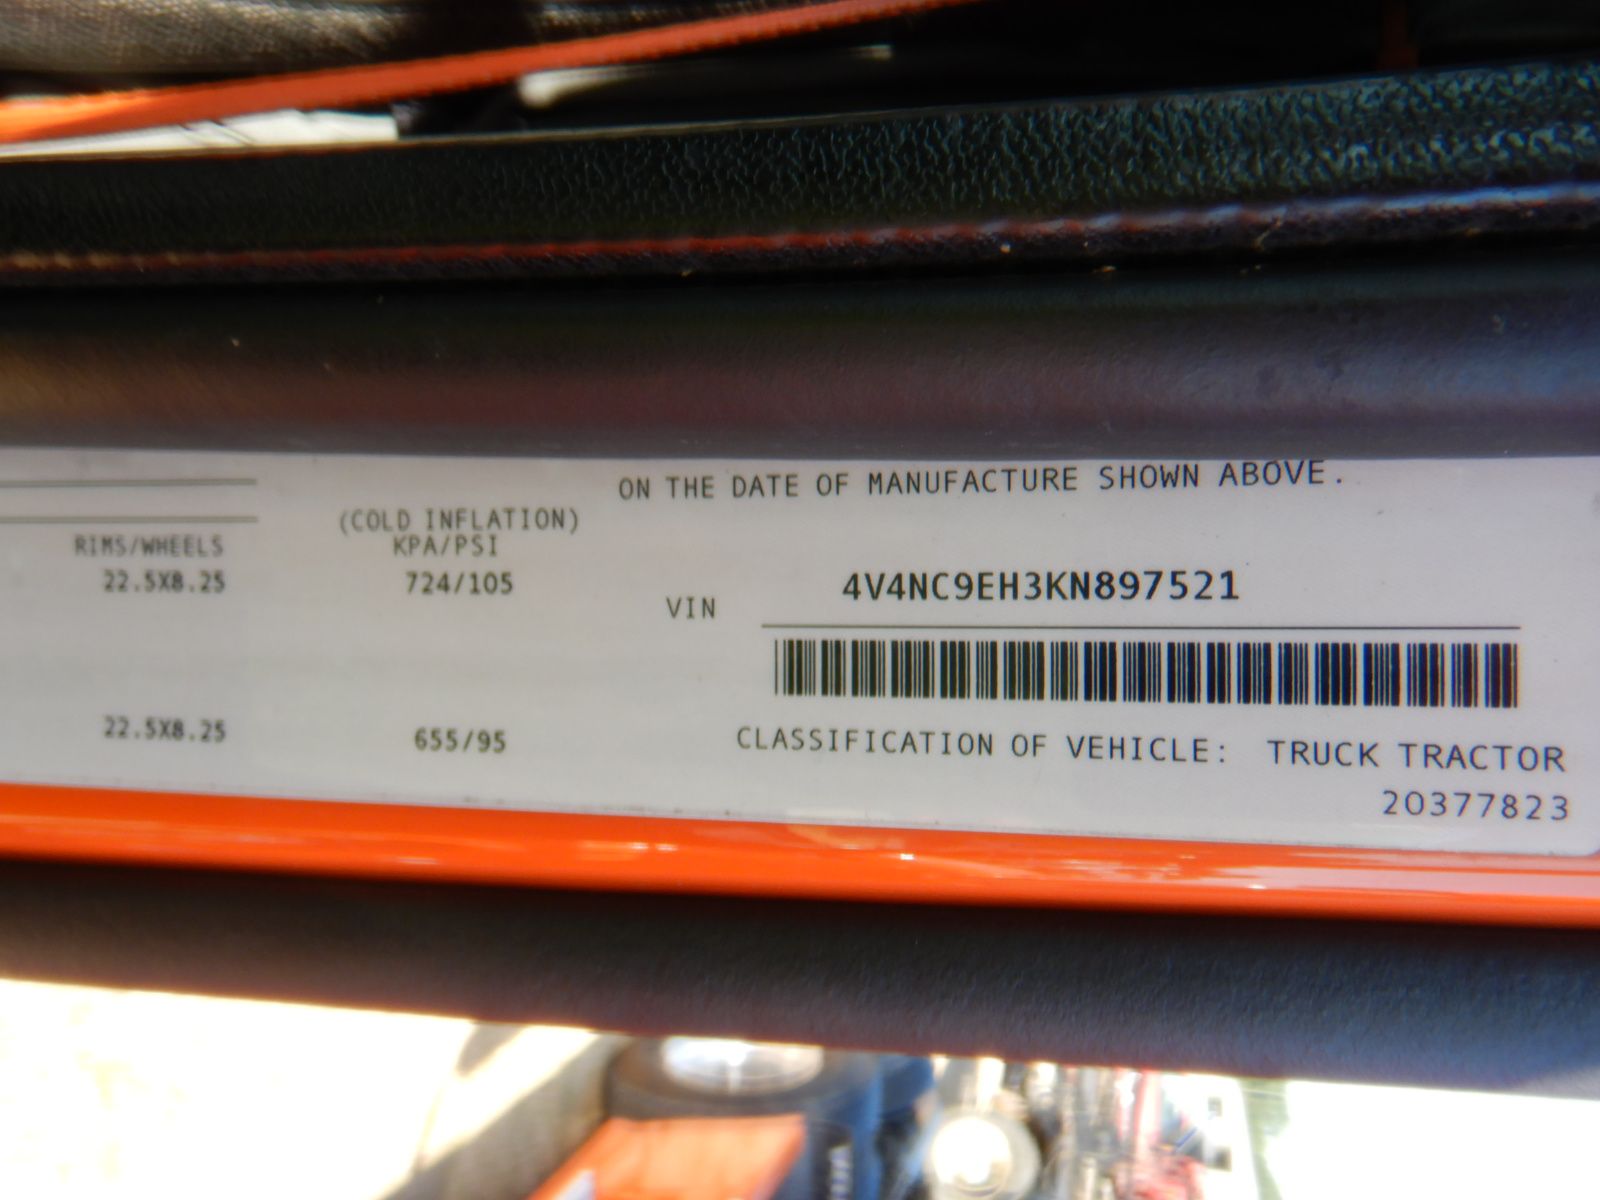 ON THE DATE OF MANUFACTURE SHOWN ABOVE.
(COLD INFLATION)
RIMS/WHEELS KPA/PSI
22.5X8.25 724/105
VIN 4V4NC9EH3KN897521
22.5X8.25 655/95
CLASSIFICATION OF VEHICLE: TRUCK TRACTOR
20377823